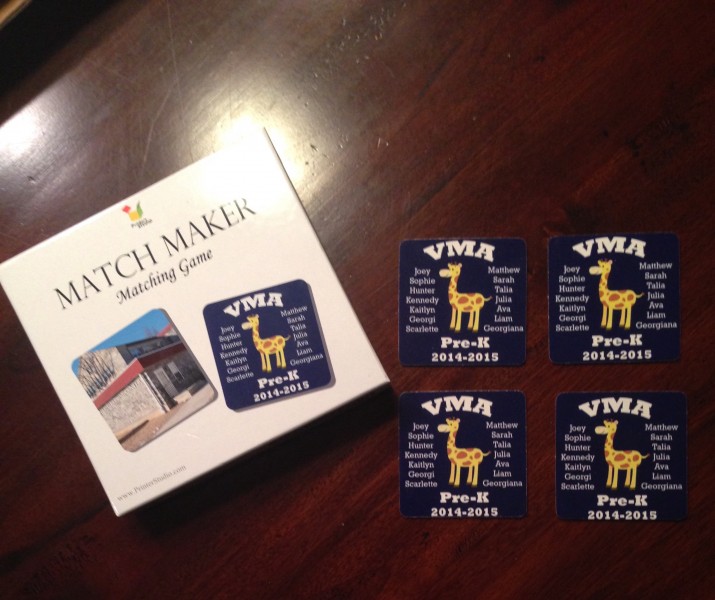 MATCH MAKER
Matching Game
VMA
Joey Matthew
Sophie Sarah
Hunter Talia
Kennedy Julia
Kaitlyn Ava
Georgi Liam
Scarlette Georgiana
Pre-K
2014-2015
www.PrinterStudio.com
VMA
Joey Matthew
Sophie Sarah
Hunter Talia
Kennedy Julia
Kaitlyn Ava
Georgi Liam
Scarlette Georgiana
Pre-K
2014-2015
VMA
Joey Matthew
Sophie Sarah
Hunter Talia
Kennedy Julia
Kaitlyn Ava
Georgi Liam
Scarlette Georgiana
Pre-K
2014-2015
VMA
Joey Matthew
Sophie Sarah
Hunter Talia
Kennedy Julia
Kaitlyn Ava
Georgi Liam
Scarlette Georgiana
Pre-K
2014-2015
VMA
Joey Matthew
Sophie Sarah
Hunter Talia
Kennedy Julia
Kaitlyn Ava
Georgi Liam
Scarlette Georgiana
Pre-K
2014-2015